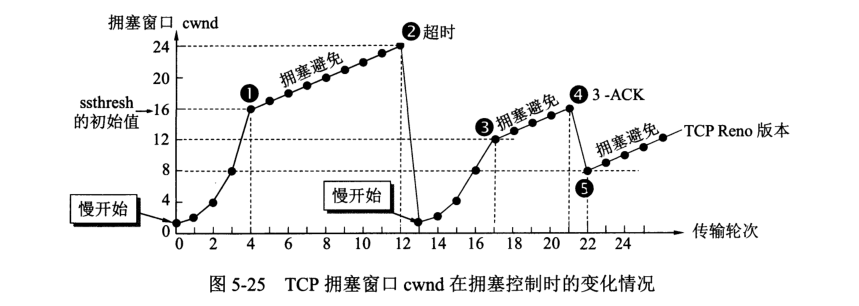 拥塞窗口 cwnd
24
20
16
12
8
4
0
ssthresh
的初始值
慢开始
❶
拥塞避免
❷ 超时
慢开始
❸
拥塞避免
❹ 3-ACK
❺
拥塞避免
TCP Reno 版本
0 2 4 6 8 10 12 14 16 18 20 22 24
传输轮次
图 5-25 TCP 拥塞窗口 cwnd 在拥塞控制时的变化情况